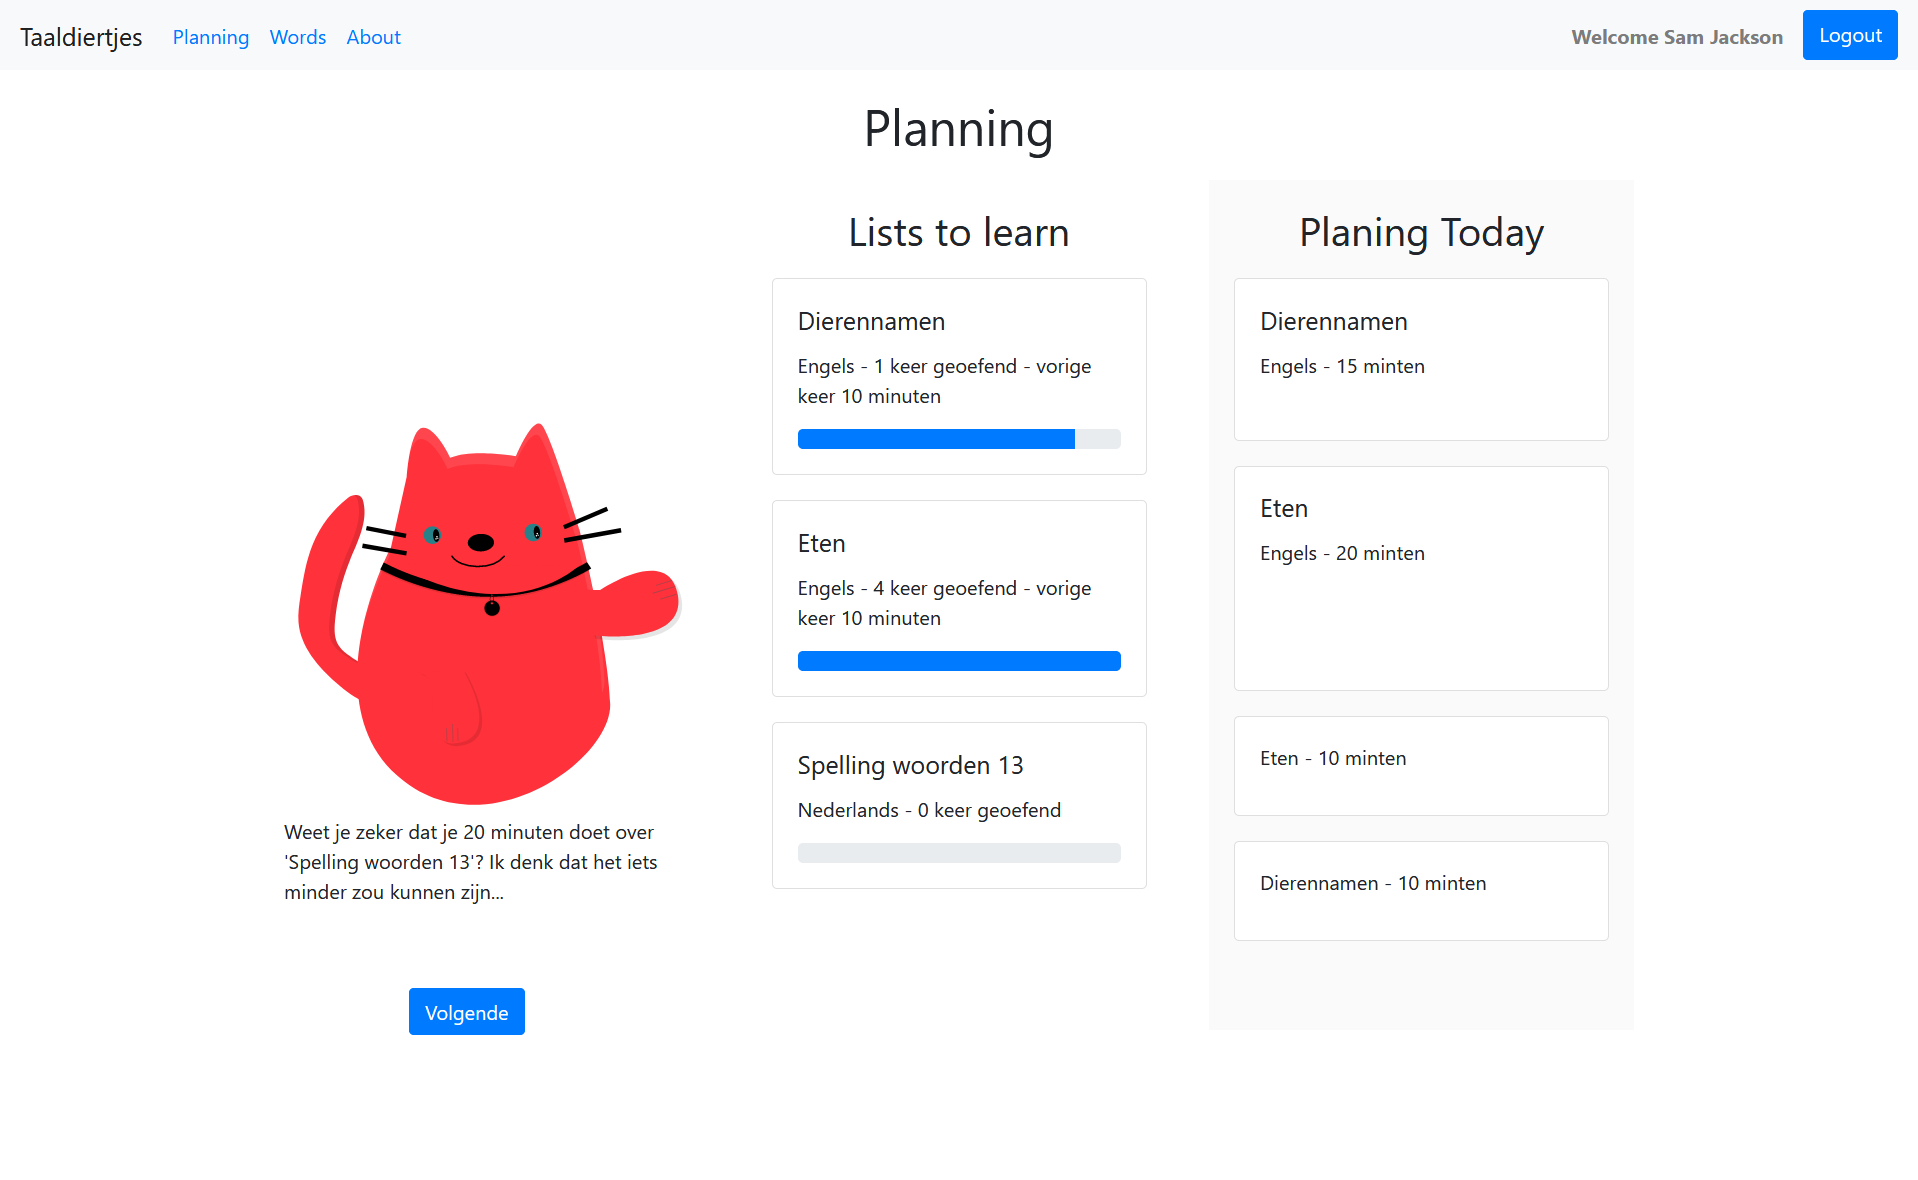 Taaldiertjes Planning Words About Welcome Sam Jackson Logout
Planning
Weet je zeker dat je 20 minuten doet over
'Spelling woorden 13'? Ik denk dat het iets
minder zou kunnen zijn...
Volgende
Lists to learn
Dierennamen
Engels - 1 keer geoefend - vorige
keer 10 minuten
Eten
Engels - 4 keer geoefend - vorige
keer 10 minuten
Spelling woorden 13
Nederlands - 0 keer geoefend
Planing Today
Dierennamen
Engels - 15 minten
Eten
Engels - 20 minten
Eten - 10 minten
Dierennamen - 10 minten